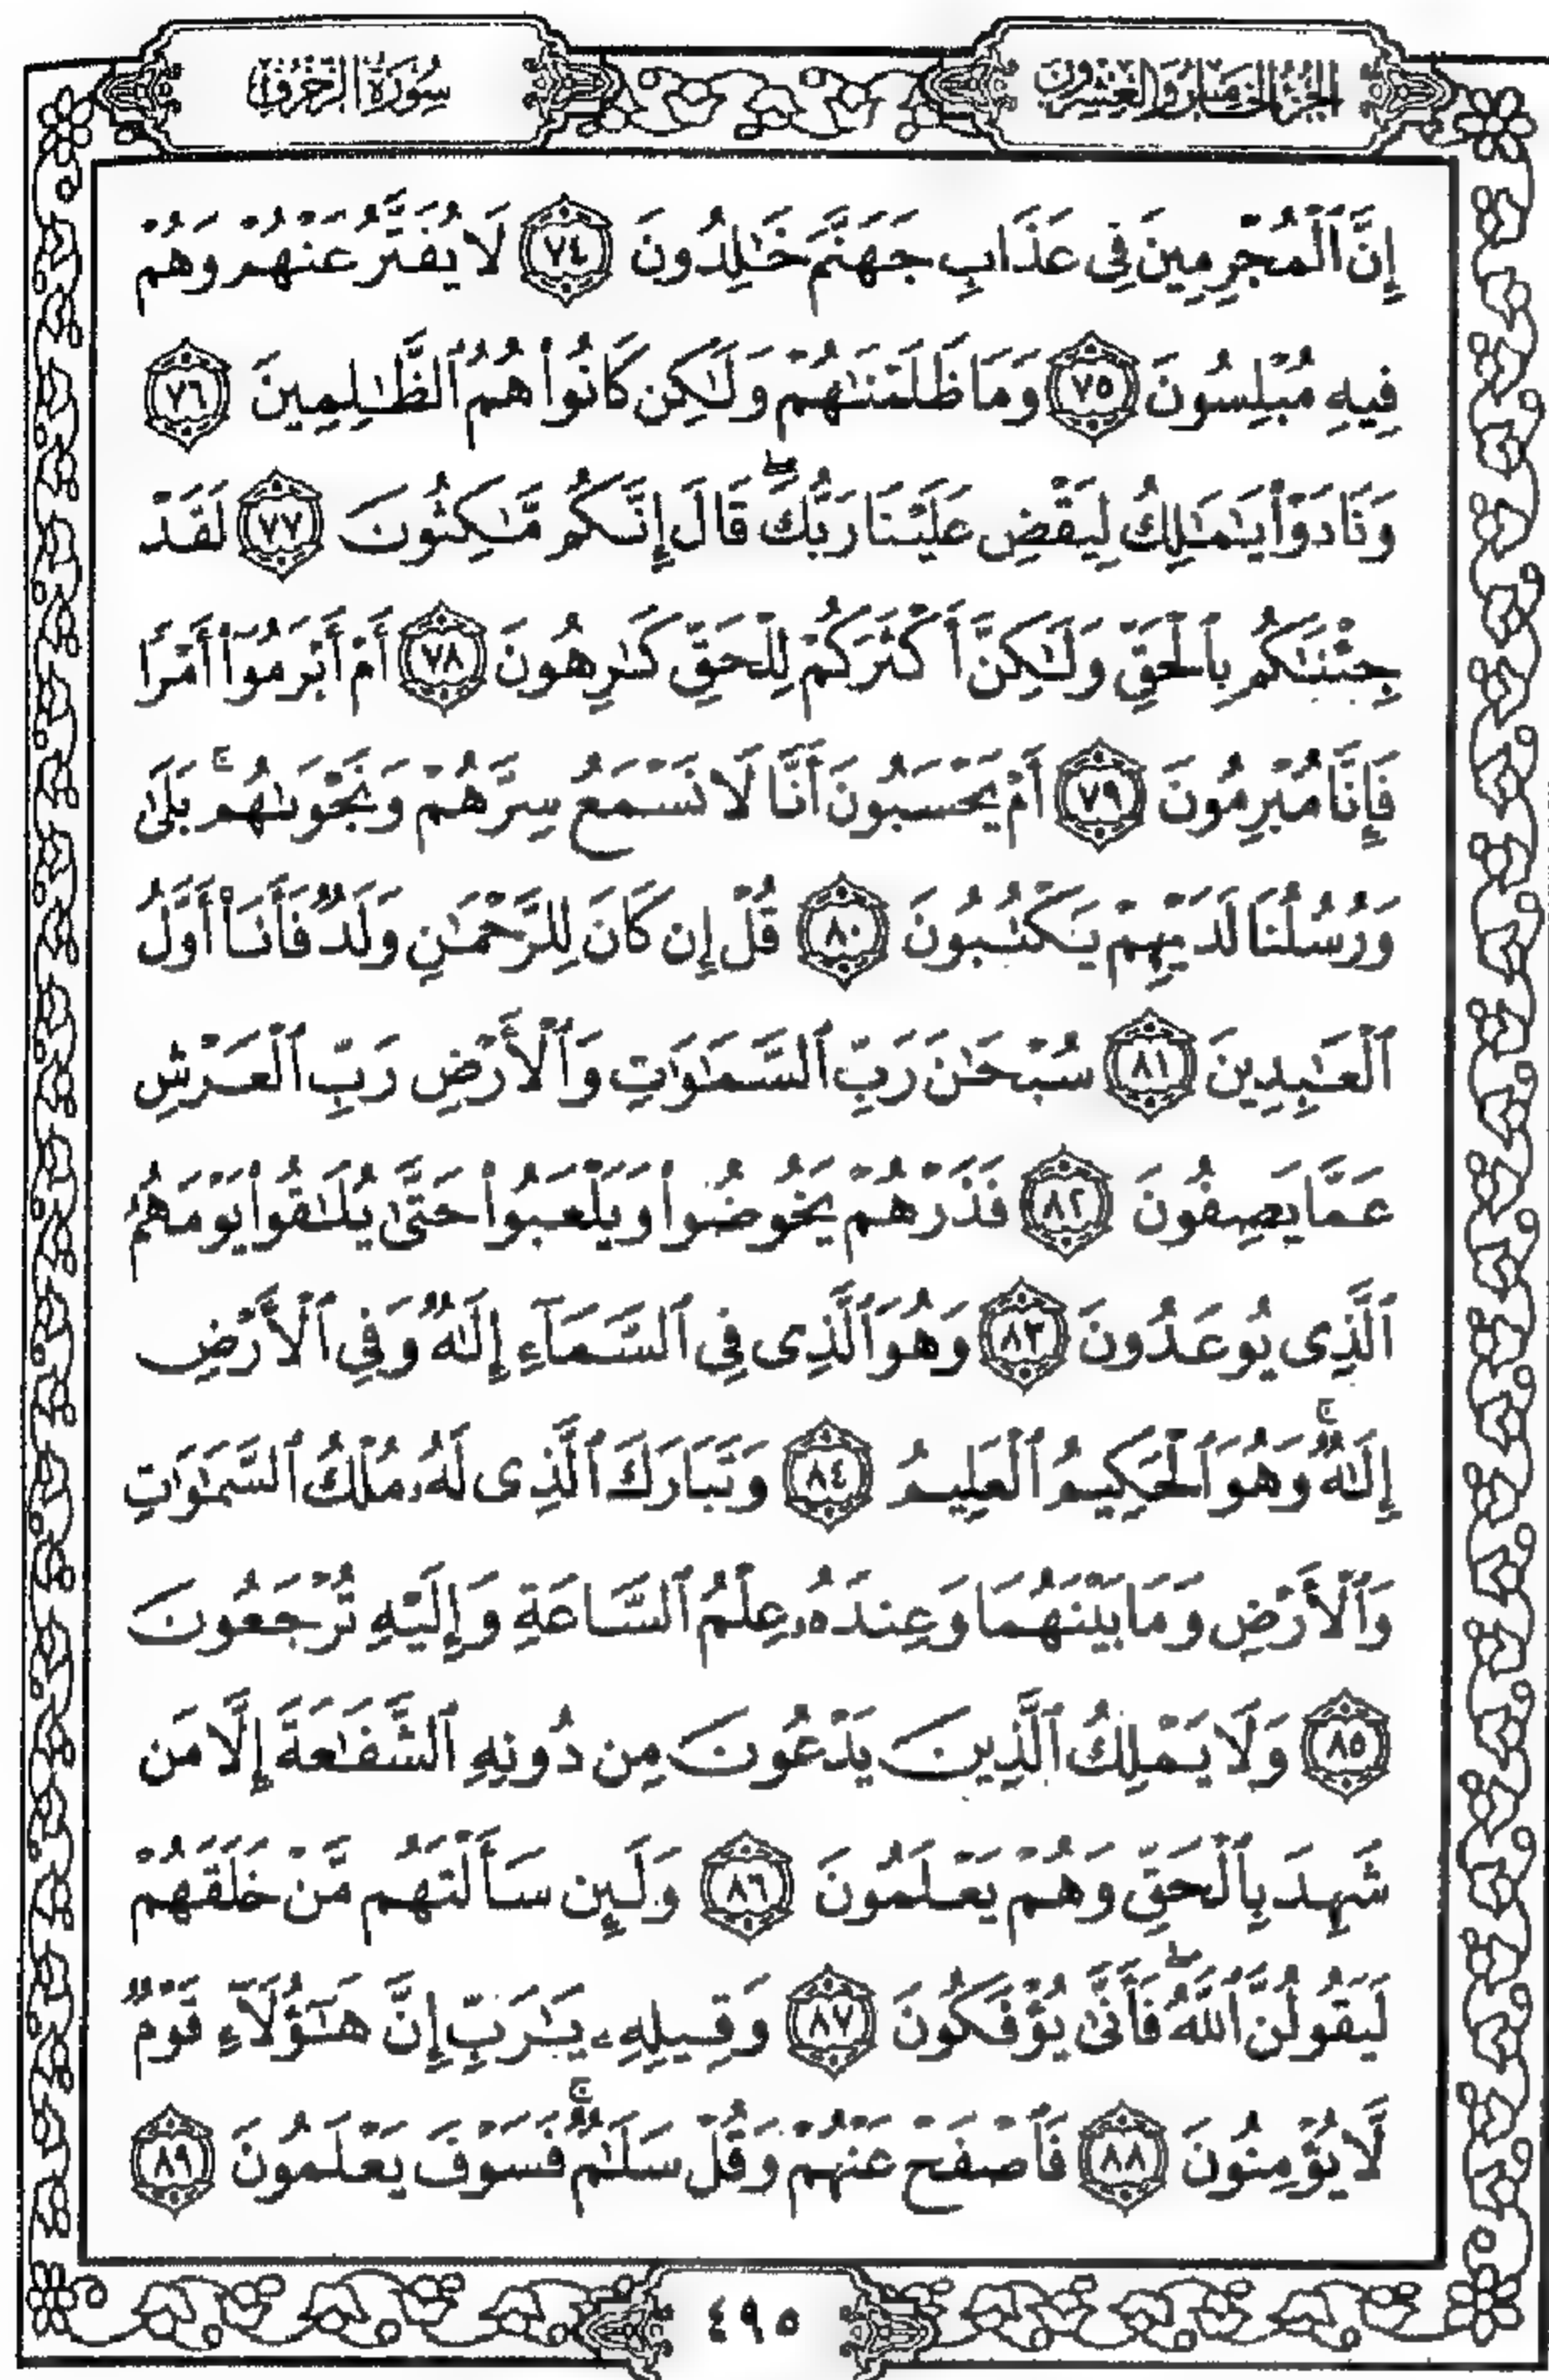 الجزء الخامس والعشرون
سورة الزخرف
إِنَّ ٱلْمُجْرِمِينَ فِى عَذَابِ جَهَنَّمَ خَـٰلِدُونَ ٧٤ لَا يُفَتَّرُ عَنْهُمْ وَهُمْ
فِيهِ مُبْلِسُونَ ٧٥ وَمَا ظَلَمْنَـٰهُمْ وَلَـٰكِن كَانُوا۟ هُمُ ٱلظَّـٰلِمِينَ ٧٦
وَنَادَوْا۟ يَـٰمَـٰلِكُ لِيَقْضِ عَلَيْنَا رَبُّكَ ۖ قَالَ إِنَّكُم مَّـٰكِثُونَ ٧٧ لَقَدْ
جِئْنَـٰكُم بِٱلْحَقِّ وَلَـٰكِنَّ أَكْثَرَكُمْ لِلْحَقِّ كَـٰرِهُونَ ٧٨ أَمْ أَبْرَمُوٓا۟ أَمْرًا
فَإِنَّا مُبْرِمُونَ ٧٩ أَمْ يَحْسَبُونَ أَنَّا لَا نَسْمَعُ سِرَّهُمْ وَنَجْوَىٰهُم ۚ بَلَىٰ
وَرُسُلُنَا لَدَيْهِمْ يَكْتُبُونَ ٨٠ قُلْ إِن كَانَ لِلرَّحْمَـٰنِ وَلَدٌ فَأَنَا۠ أَوَّلُ
ٱلْعَـٰبِدِينَ ٨١ سُبْحَـٰنَ رَبِّ ٱلسَّمَـٰوَٰتِ وَٱلْأَرْضِ رَبِّ ٱلْعَرْشِ
عَمَّا يَصِفُونَ ٨٢ فَذَرْهُمْ يَخُوضُوا۟ وَيَلْعَبُوا۟ حَتَّىٰ يُلَـٰقُوا۟ يَوْمَهُمُ
ٱلَّذِى يُوعَدُونَ ٨٣ وَهُوَ ٱلَّذِى فِى ٱلسَّمَآءِ إِلَـٰهٌ وَفِى ٱلْأَرْضِ
إِلَـٰهٌ ۚ وَهُوَ ٱلْحَكِيمُ ٱلْعَلِيمُ ٨٤ وَتَبَارَكَ ٱلَّذِى لَهُۥ مُلْكُ ٱلسَّمَـٰوَٰتِ
وَٱلْأَرْضِ وَمَا بَيْنَهُمَا وَعِندَهُۥ عِلْمُ ٱلسَّاعَةِ وَإِلَيْهِ تُرْجَعُونَ
٨٥ وَلَا يَمْلِكُ ٱلَّذِينَ يَدْعُونَ مِن دُونِهِ ٱلشَّفَـٰعَةَ إِلَّا مَن
شَهِدَ بِٱلْحَقِّ وَهُمْ يَعْلَمُونَ ٨٦ وَلَئِن سَأَلْتَهُم مَّنْ خَلَقَهُمْ
لَيَقُولُنَّ ٱللَّهُ ۖ فَأَنَّىٰ يُؤْفَكُونَ ٨٧ وَقِيلِهِۦ يَـٰرَبِّ إِنَّ هَـٰٓؤُلَآءِ قَوْمٌ
لَّا يُؤْمِنُونَ ٨٨ فَٱصْفَحْ عَنْهُمْ وَقُلْ سَلَـٰمٌ ۚ فَسَوْفَ يَعْلَمُونَ ٨٩
٤٩٥